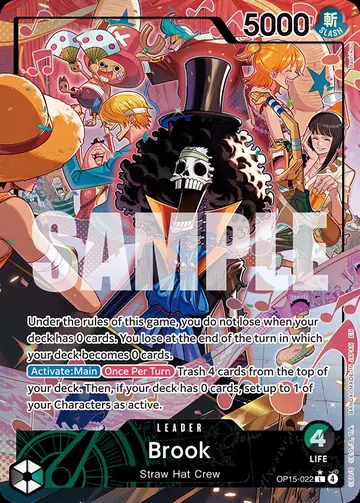 5000
斬
SLASH
SAMPLE
Under the rules of this game, you do not lose when your
deck has 0 cards. You lose at the end of the turn in which
your deck becomes 0 cards.
Activate:Main Once Per Turn Trash 4 cards from the top of
your deck. Then, if your deck has 0 cards, set up to 1 of
your Characters as active.
LEADER
Brook
4
LIFE
Straw Hat Crew
OP15-022 L 4